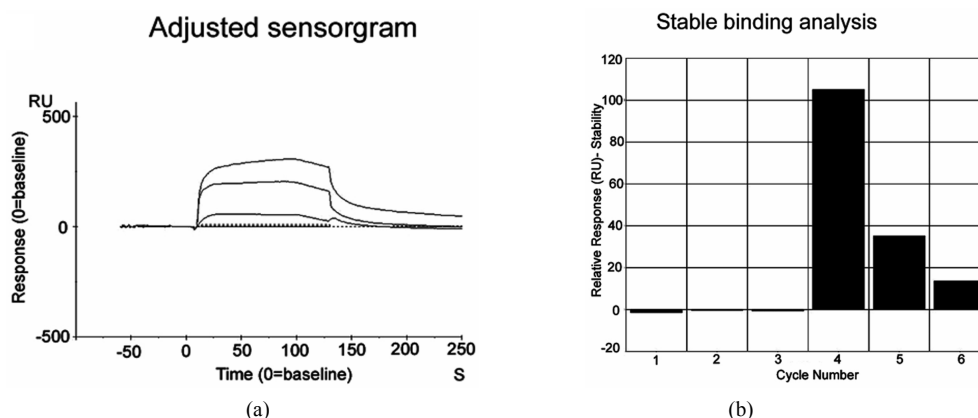 Adjusted sensorgram
RU
500
0
-500
Response (0=baseline)
-50 0 50 100 150 200 250
Time (0=baseline) S
(a)
Stable binding analysis
120
100
80
60
40
20
0
-20
Relative Response (RU)- Stability
1 2 3 4 5 6
Cycle Number
(b)